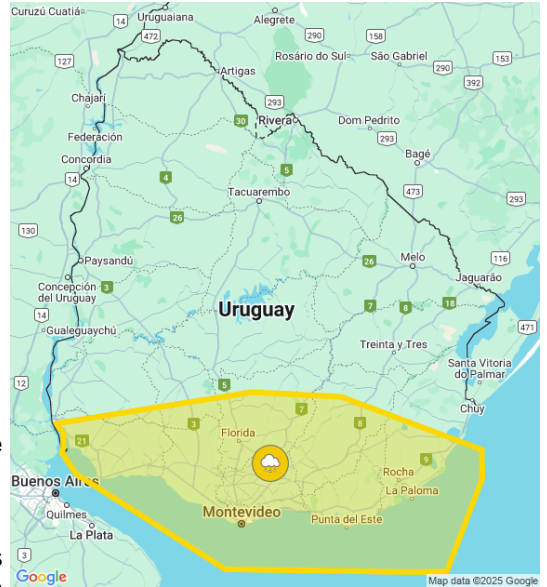 Curuzú Cuatiá
14
Uruguaiana
Alegrete
472
290
158
153
127
Rosário do Sul
São Gabriel
290
Artigas
392
Chajarí
293
Federación
30
Rivera
Dom Pedrito
293
Concordia
5
Bagé
14
4
Tacuarembo
473
293
26
130
Paysandú
26
Melo
116
Concepción
del Uruguay
3
Jaguarão
14
Uruguay
7
8
18
Gualeguaychú
471
Treinta y Tres
12
Santa Vitoria
do Palmar
5
Chuy
3
7
8
21
Florida
9
Rocha
Buenos Aires
La Paloma
Quilmes
Montevideo
Punta del Este
La Plata
3
Google
Map data ©2025 Google